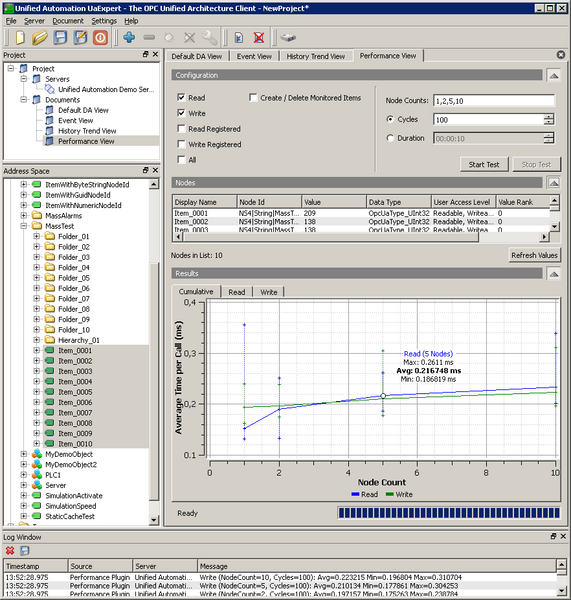 Unified Automation UaExpert - The OPC Unified Architecture Client - NewProject*
File Server Document Settings Help
Project
Project
Servers
Unified Automation Demo Ser...
Documents
Default DA View
Event View
History Trend View
Performance View
Address Space
ItemWithByteStringNodeId
ItemWithGuidNodeId
ItemWithNumericNodeId
MassAlarms
MassTest
Folder_01
Folder_02
Folder_03
Folder_04
Folder_05
Folder_06
Folder_07
Folder_08
Folder_09
Folder_10
Hierarchy_01
Item_0001
Item_0002
Item_0003
Item_0004
Item_0005
Item_0006
Item_0007
Item_0008
Item_0009
Item_0010
MyDemoObject
MyDemoObject2
PLC1
Server
SimulationActivate
SimulationSpeed
StaticCacheTest
Default DA View Event View History Trend View Performance View
Configuration
Read Create / Delete Monitored Items
Write
Read Registered
Write Registered
All
Node Counts: 1,2,5,10
Cycles 100
Duration 00:00:10
Start Test Stop Test
Nodes
Display Name Node Id Value Data Type User Access Level Value Rank
Item_0001 NS4|String|MassT... 209 OpcUaType_UInt32 Readable, Writea... 0
Item_0002 NS4|String|MassT... 138 OpcUaType_UInt32 Readable, Writea... 0
Item_0003 NS4|String|MassT... 138 OpcUaType_UInt32 Readable, Writea... 0
Nodes in List: 10 Refresh Values
Results
Cumulative Read Write
Average Time per Call (ms)
0,4
0,3
0,2
0.1
0 2 4 6 8 10
Read (5 Nodes)
Max: 0.2611 ms
Avg: 0.216748 ms
Min: 0.186819 ms
Node Count
Read Write
Ready
Log Window
Timestamp Source Server Message
13:52:28.975 Performance Plugin Unified Automati... Write (NodeCount=10, Cycles=100): Avg=0.223215 Min=0.196804 Max=0.310704
13:52:28.975 Performance Plugin Unified Automati... Write (NodeCount=5, Cycles=100): Avg=0.210134 Min=0.177861 Max=0.304253
13:52:28.975 Performance Plugin Unified Automati... Write (NodeCount=2, Cycles=100): Avg=0.197157 Min=0.175263 Max=0.238784